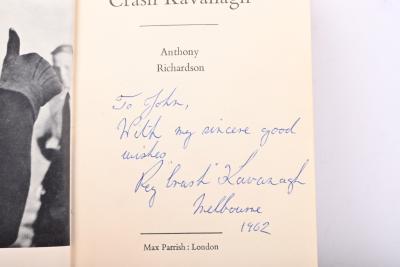 Crash Kavanagh
Anthony
Richardson
To John,
With my sincere good
wishes
Reg "Crash" Kavanagh
Melbourne
1962
Max Parrish : London